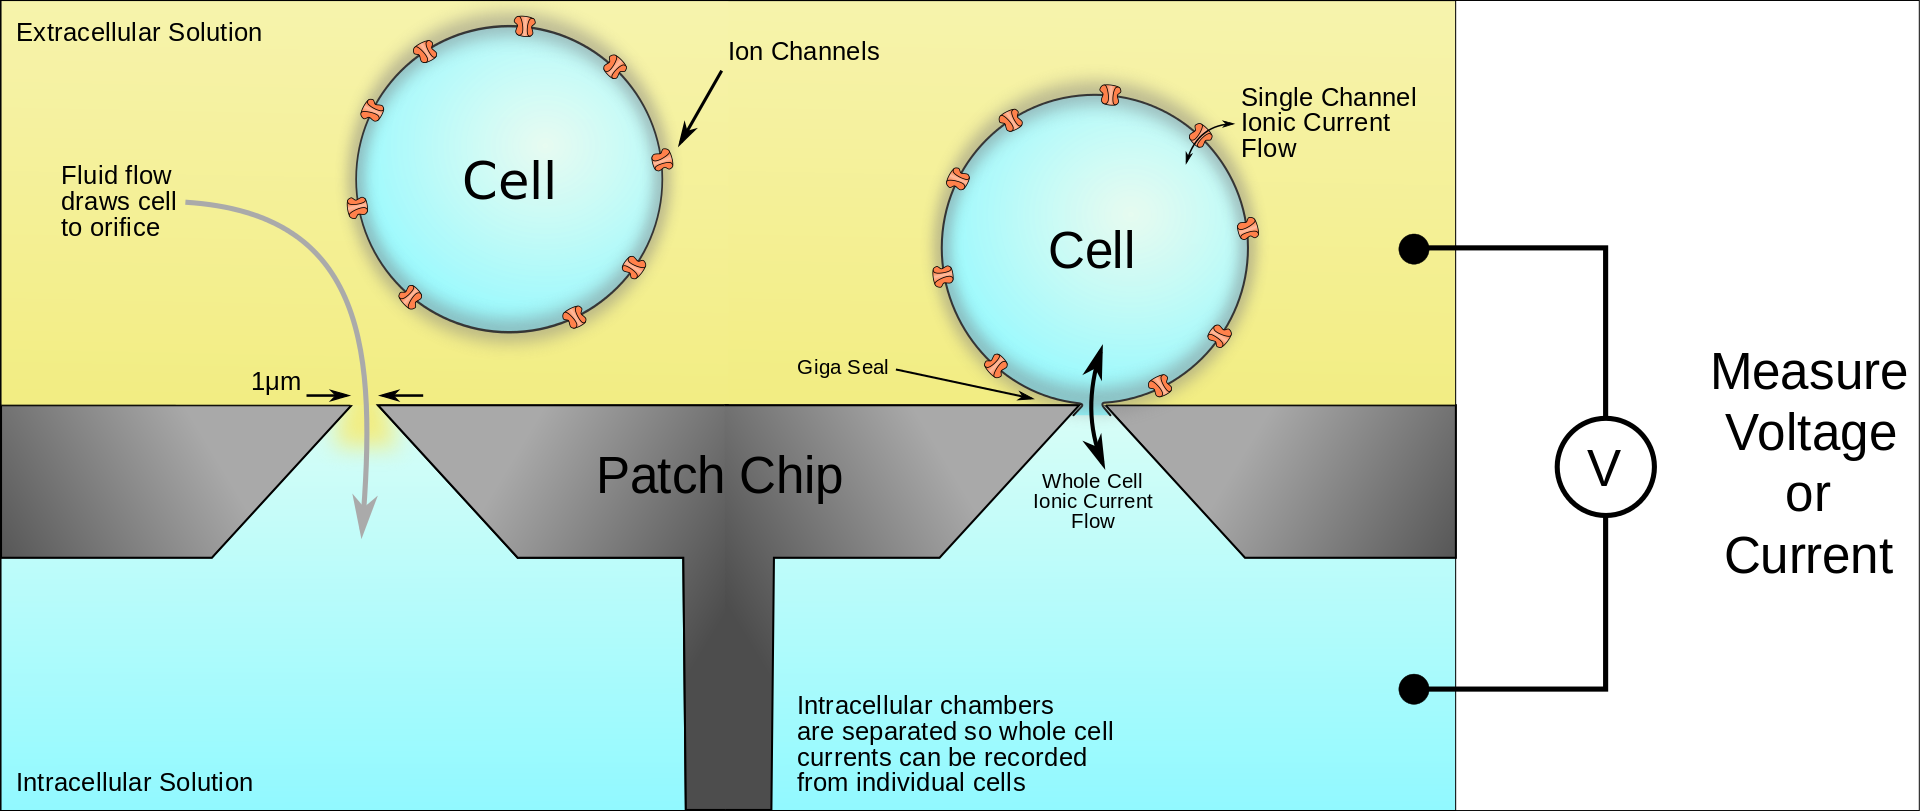 Extracellular Solution
Ion Channels
Single Channel
Ionic Current
Flow
Fluid flow
draws cell
to orifice
Cell
Cell
Giga Seal
1µm
Patch Chip
Whole Cell
Ionic Current
Flow
V
Measure
Voltage
or
Current
Intracellular chambers
are separated so whole cell
currents can be recorded
from individual cells
Intracellular Solution